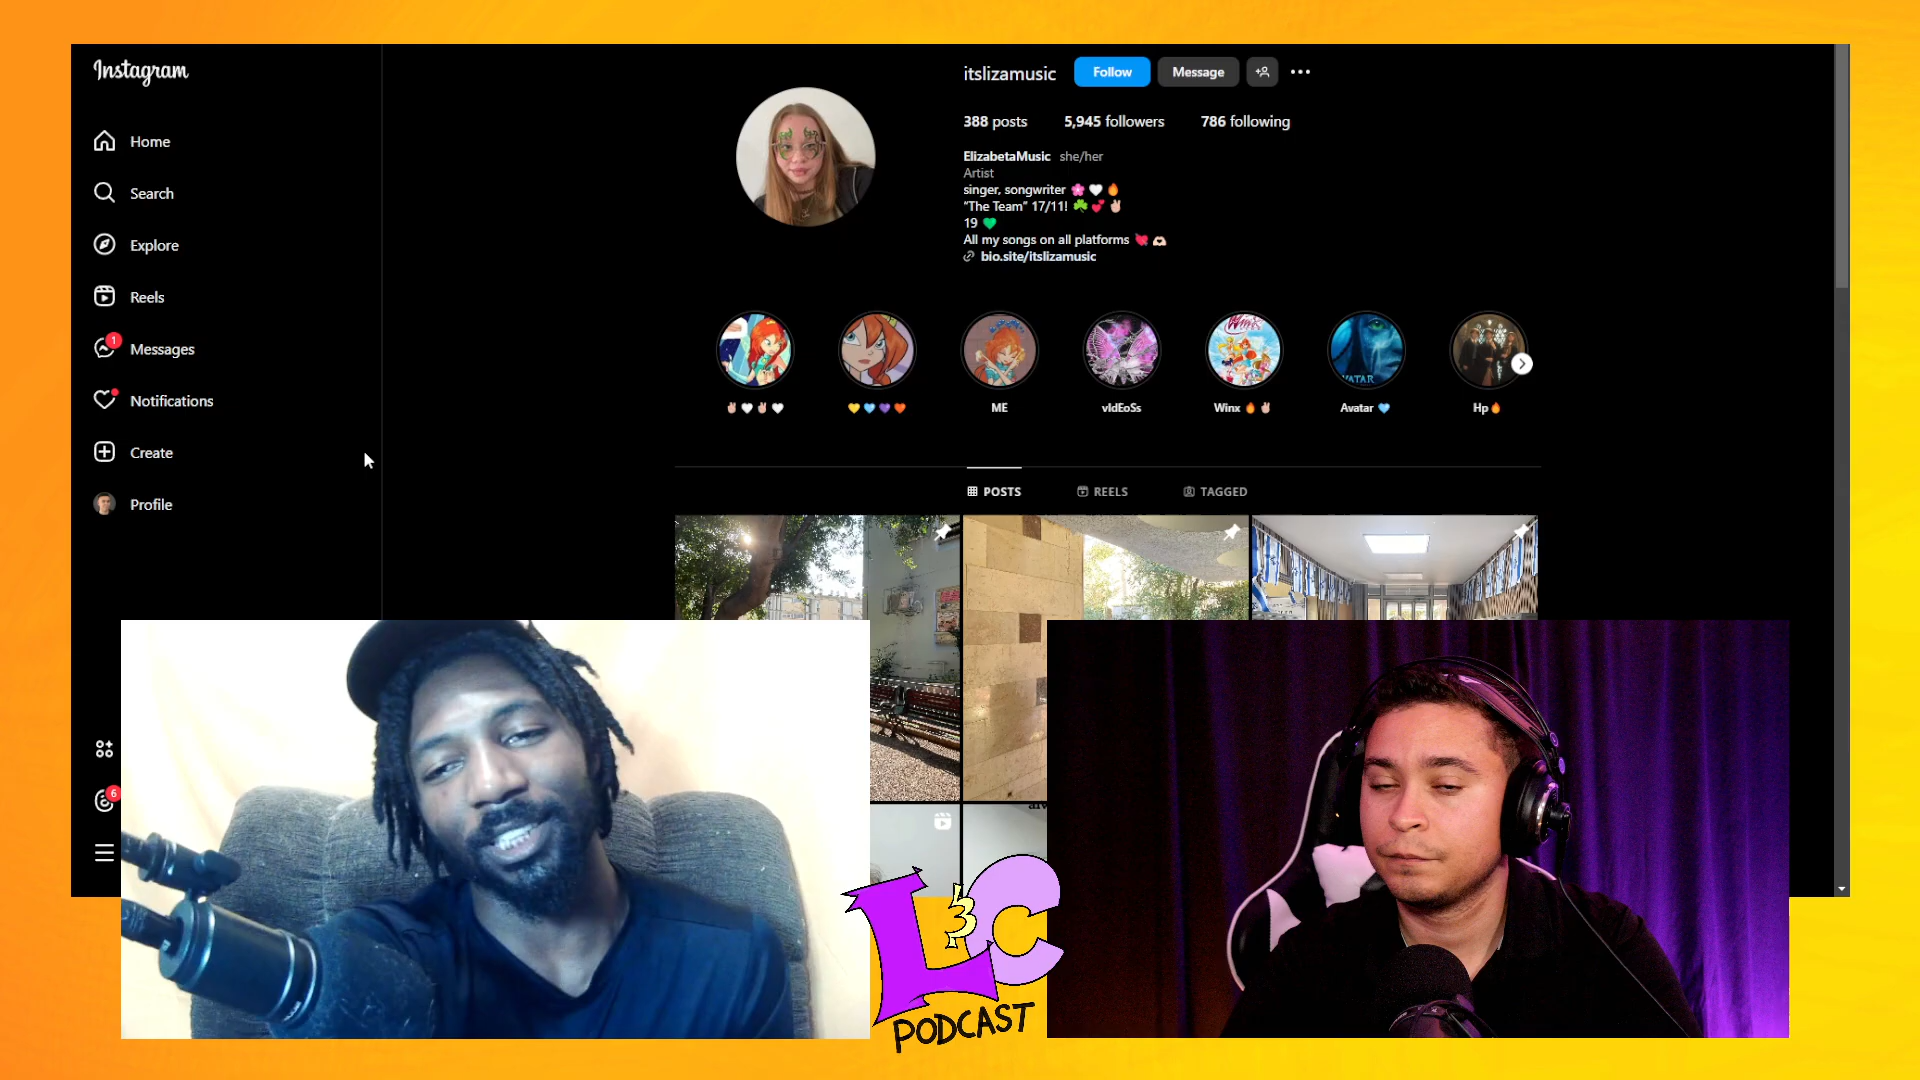 Instagram
Home
Search
Explore
Reels
1
Messages
Notifications
Create
Profile
6
itslizamusic
Follow
Message
388 posts
5,945 followers
786 following
ElizabetaMusic she/her
Artist
singer, songwriter 🌸🤍🔥
“The Team” 17/11! ☘️💕✌🏻
19 💚
All my songs on all platforms 💘🫶🏻
bio.site/itslizamusic
Winx
AVATAR
✌🏻🤍✌🏻🤍
💛🩵💜🧡
ME
vIdEoSs
Winx 🔥✌🏻
Avatar 🩵
Hp🔥
POSTS
REELS
TAGGED
L&C
PODCAST